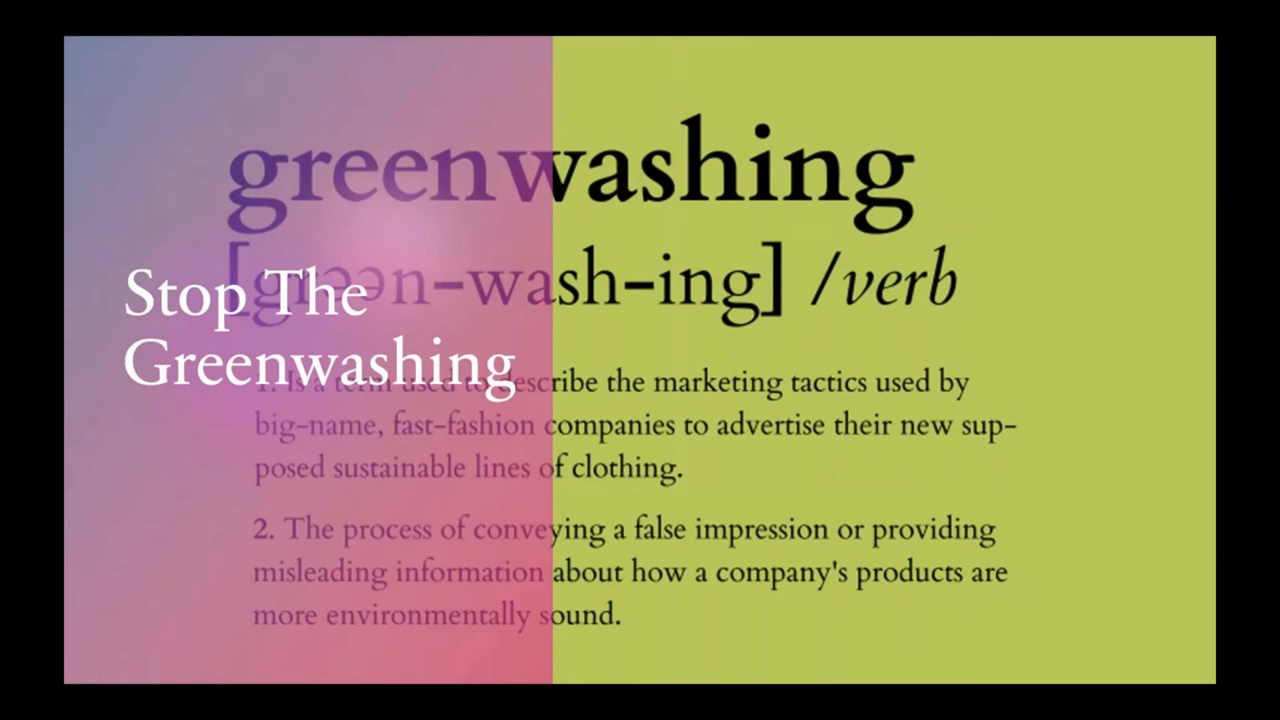 greenwashing
[grəən-wash-ing] /verb
Stop The
Greenwashing
1. Is a term used to describe the marketing tactics used by
big-name, fast-fashion companies to advertise their new sup-
posed sustainable lines of clothing.
2. The process of conveying a false impression or providing
misleading information about how a company's products are
more environmentally sound.